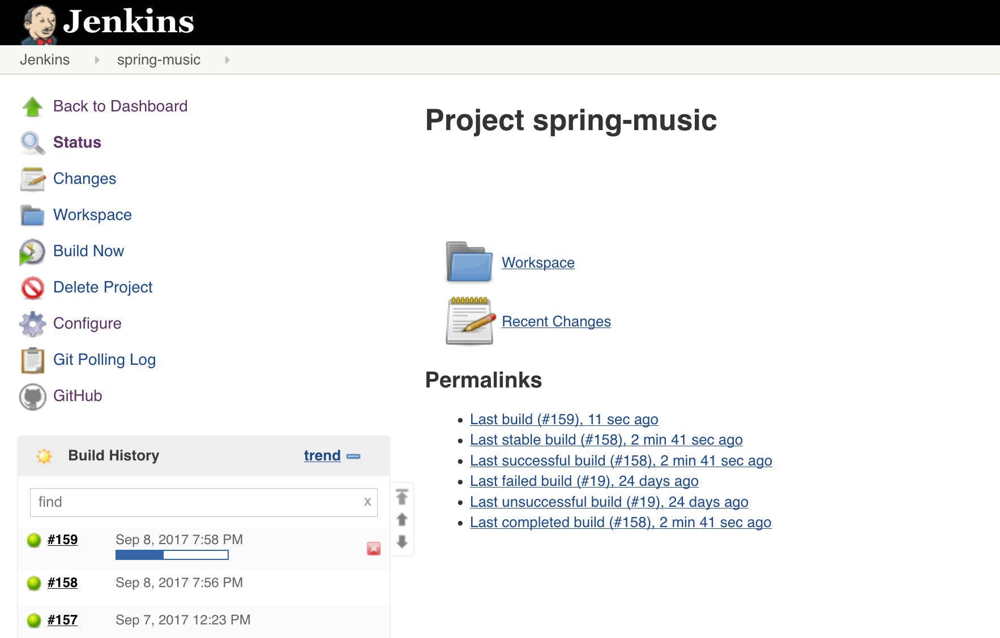 Jenkins
Jenkins spring-music
Back to Dashboard
Status
Changes
Workspace
Build Now
Delete Project
Configure
Git Polling Log
GitHub
Build History trend
find x
#159 Sep 8, 2017 7:58 PM
#158 Sep 8, 2017 7:56 PM
#157 Sep 7, 2017 12:23 PM
Project spring-music
Workspace
Recent Changes
Permalinks
Last build (#159), 11 sec ago
Last stable build (#158), 2 min 41 sec ago
Last successful build (#158), 2 min 41 sec ago
Last failed build (#19), 24 days ago
Last unsuccessful build (#19), 24 days ago
Last completed build (#158), 2 min 41 sec ago